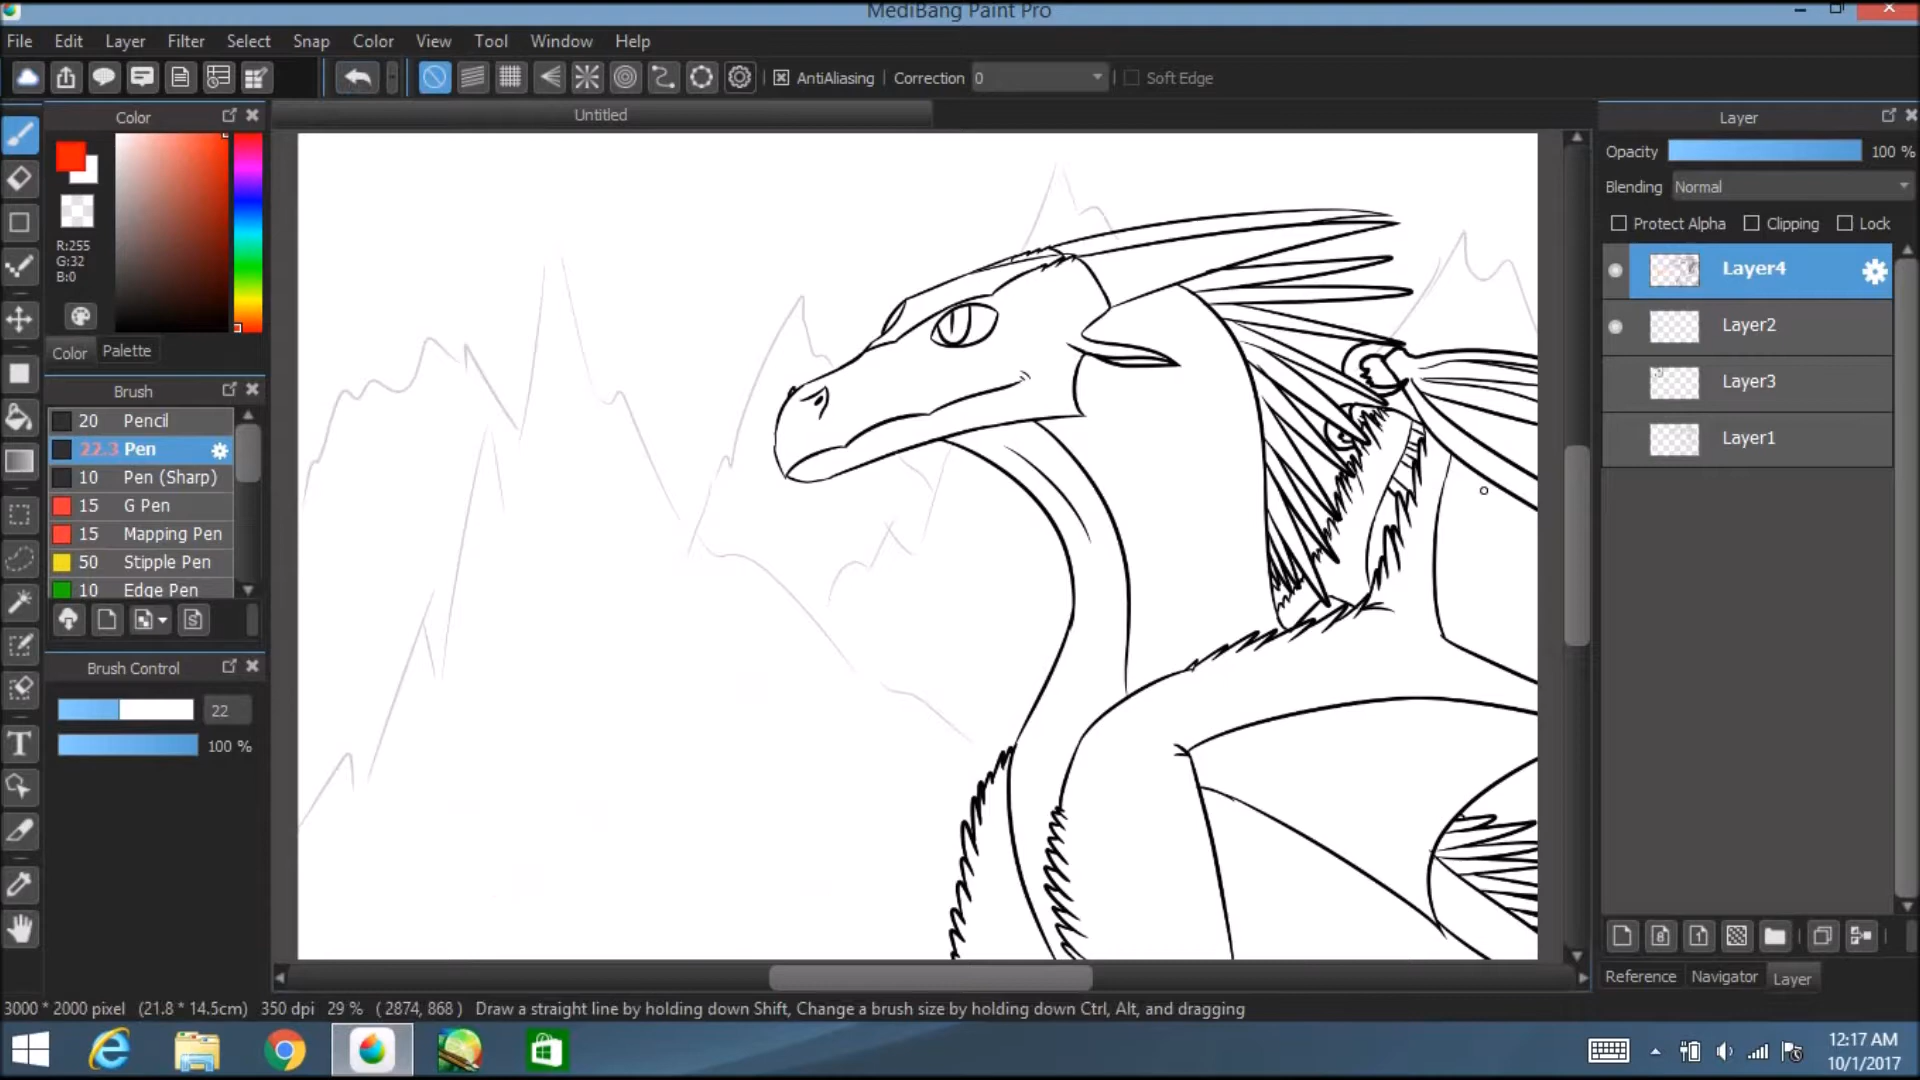 MediBang Paint Pro
File Edit Layer Filter Select Snap Color View Tool Window Help
AntiAliasing Correction 0 Soft Edge
Color
Untitled
Layer
R:255
G:32
B:0
Color Palette
Brush
20 Pencil
22.3 Pen
10 Pen (Sharp)
15 G Pen
15 Mapping Pen
50 Stipple Pen
10 Edge Pen
Brush Control
22
100 %
Opacity 100 %
Blending Normal
Protect Alpha Clipping Lock
Layer4
Layer2
Layer3
Layer1
Reference Navigator Layer
3000 * 2000 pixel (21.8 * 14.5cm) 350 dpi 29 % ( 2874, 868 ) Draw a straight line by holding down Shift, Change a brush size by holding down Ctrl, Alt, and dragging
12:17 AM
10/1/2017